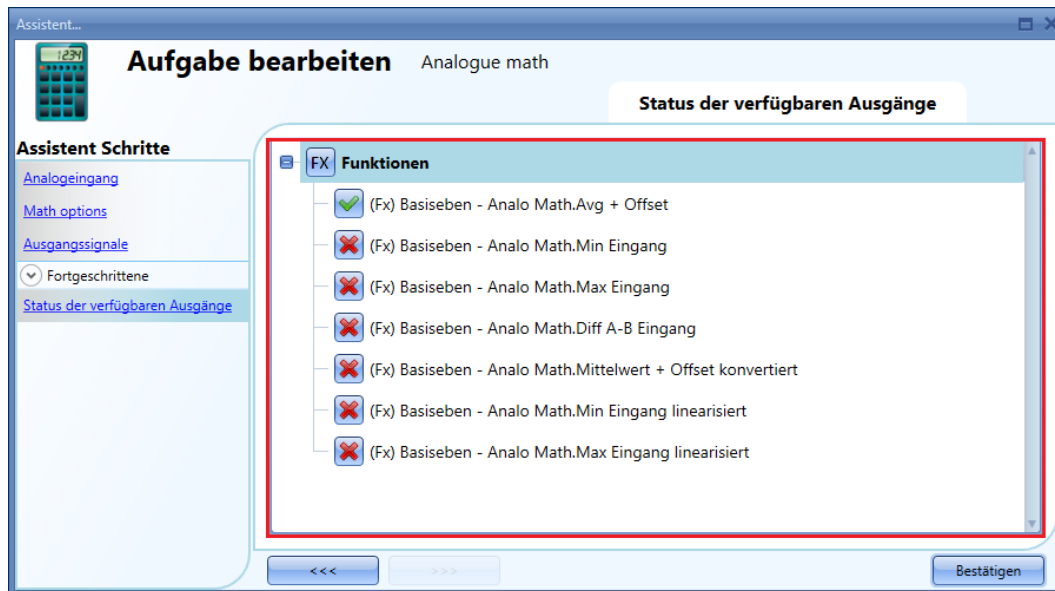 Assistent...
1234
Aufgabe bearbeiten Analogue math
Status der verfügbaren Ausgänge
Assistent Schritte
Analogeingang
Math options
Ausgangssignale
Fortgeschrittene
Status der verfügbaren Ausgänge
FX Funktionen
(Fx) Basiseben - Analo Math.Avg + Offset
(Fx) Basiseben - Analo Math.Min Eingang
(Fx) Basiseben - Analo Math.Max Eingang
(Fx) Basiseben - Analo Math.Diff A-B Eingang
(Fx) Basiseben - Analo Math.Mittelwert + Offset konvertiert
(Fx) Basiseben - Analo Math.Min Eingang linearisiert
(Fx) Basiseben - Analo Math.Max Eingang linearisiert
<<< >>> Bestätigen